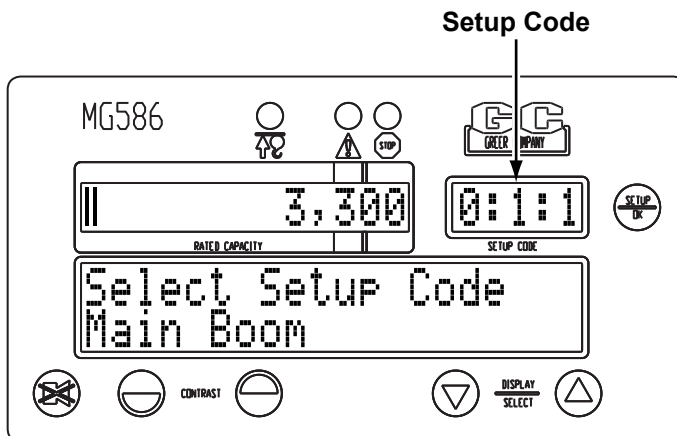 Setup Code
MG586
STOP
GC
GREER COMPANY
3,300
0:1:1
SETUP
OK
RATED CAPACITY
SETUP CODE
Select Setup Code
Main Boom
CONTRAST
DISPLAY
SELECT